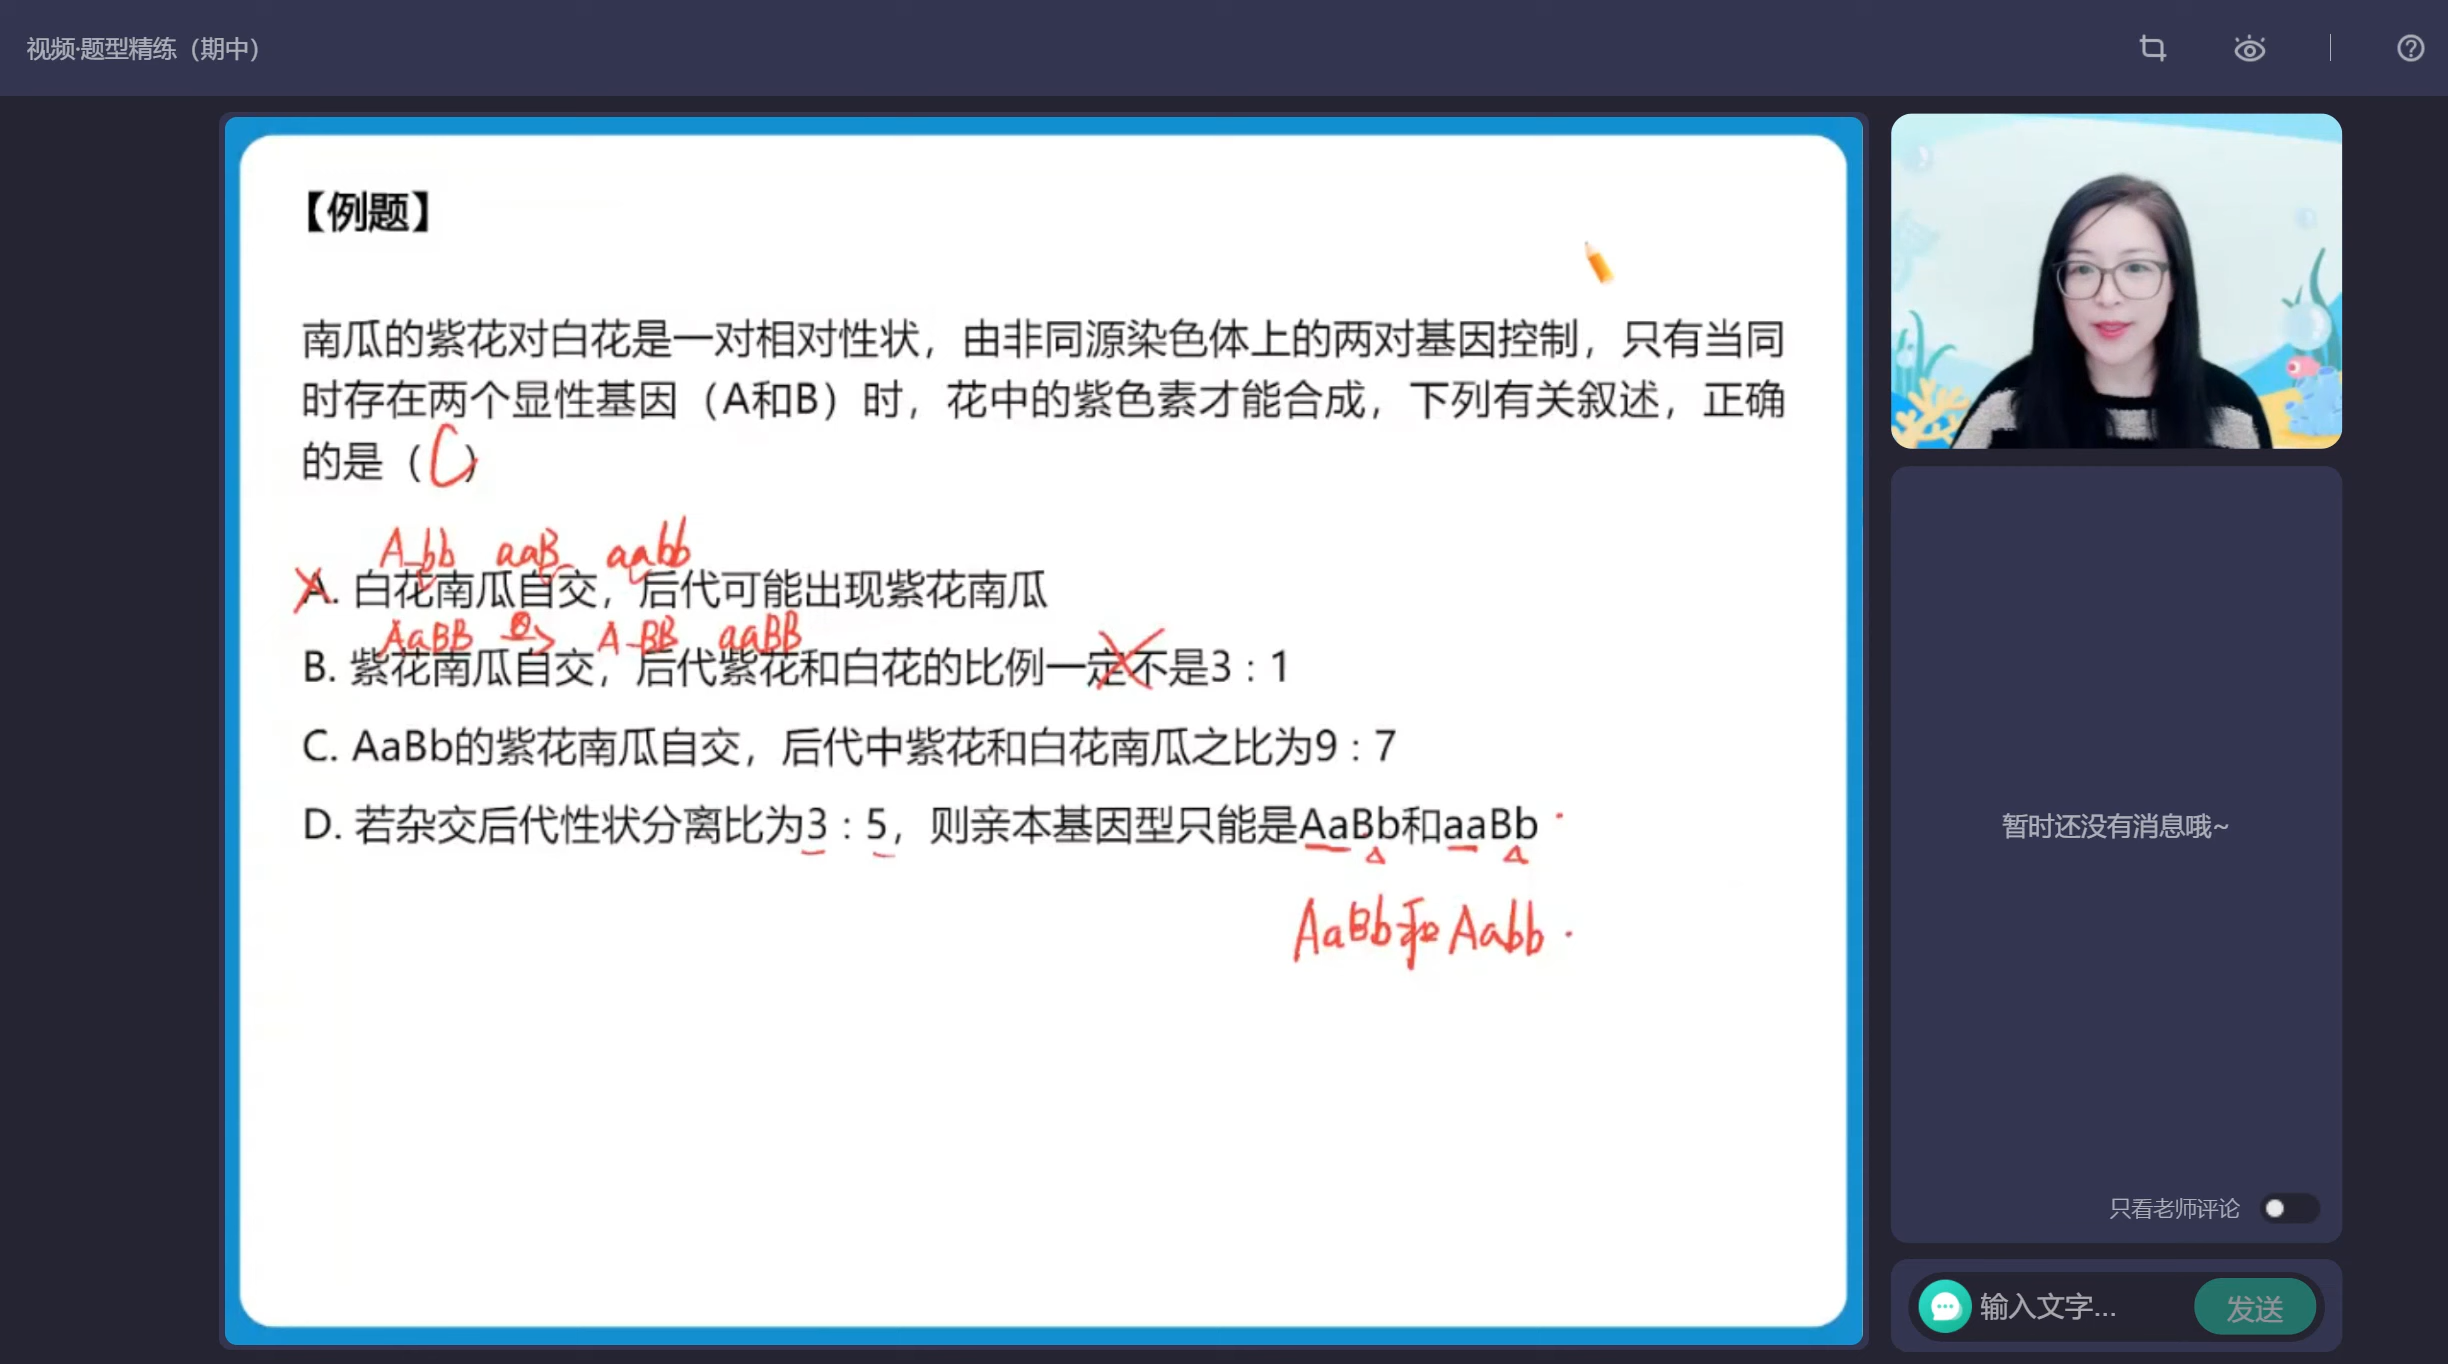 视频·题型精练（期中）
【例题】
南瓜的紫花对白花是一对相对性状，由非同源染色体上的两对基因控制，只有当同
时存在两个显性基因（A和B）时，花中的紫色素才能合成，下列有关叙述，正确
的是（C）
A_bb aaB_ aabb
A. 白花南瓜自交，后代可能出现紫花南瓜
AaBB ⊗→ A_BB aaBB
B. 紫花南瓜自交，后代紫花和白花的比例一定不是3：1
C. AaBb的紫花南瓜自交，后代中紫花和白花南瓜之比为9：7
D. 若杂交后代性状分离比为3：5，则亲本基因型只能是AaBb和aaBb
AaBb和Aabb
暂时还没有消息哦~
只看老师评论
输入文字...
发送